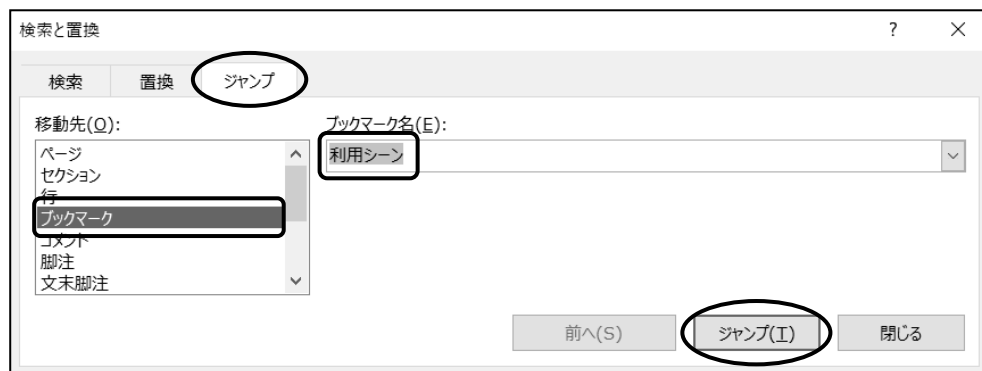 検索と置換
?
×
検索
置換
ジャンプ
移動先(O):
ページ
セクション
行
ブックマーク
コメント
脚注
文末脚注
ブックマーク名(E):
利用シーン
前へ(S)
ジャンプ(T)
閉じる